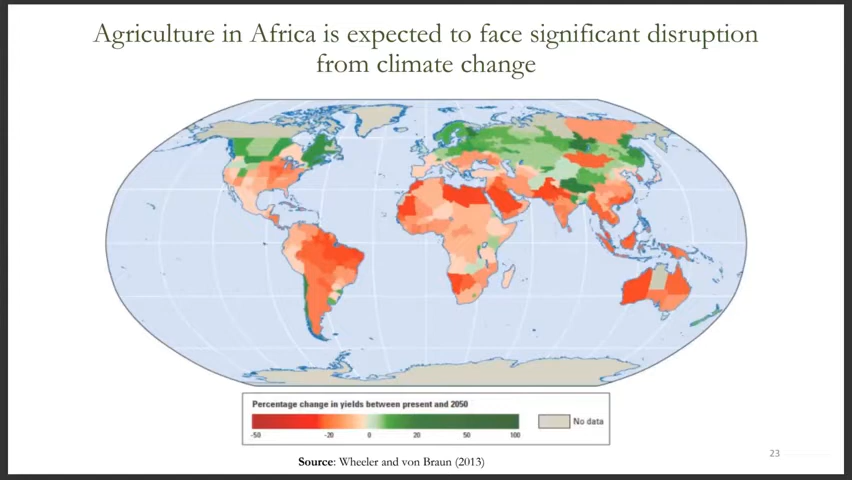 Agriculture in Africa is expected to face significant disruption
from climate change
Percentage change in yields between present and 2050
-50 -20 0 20 50 100
No data
Source: Wheeler and von Braun (2013)
23